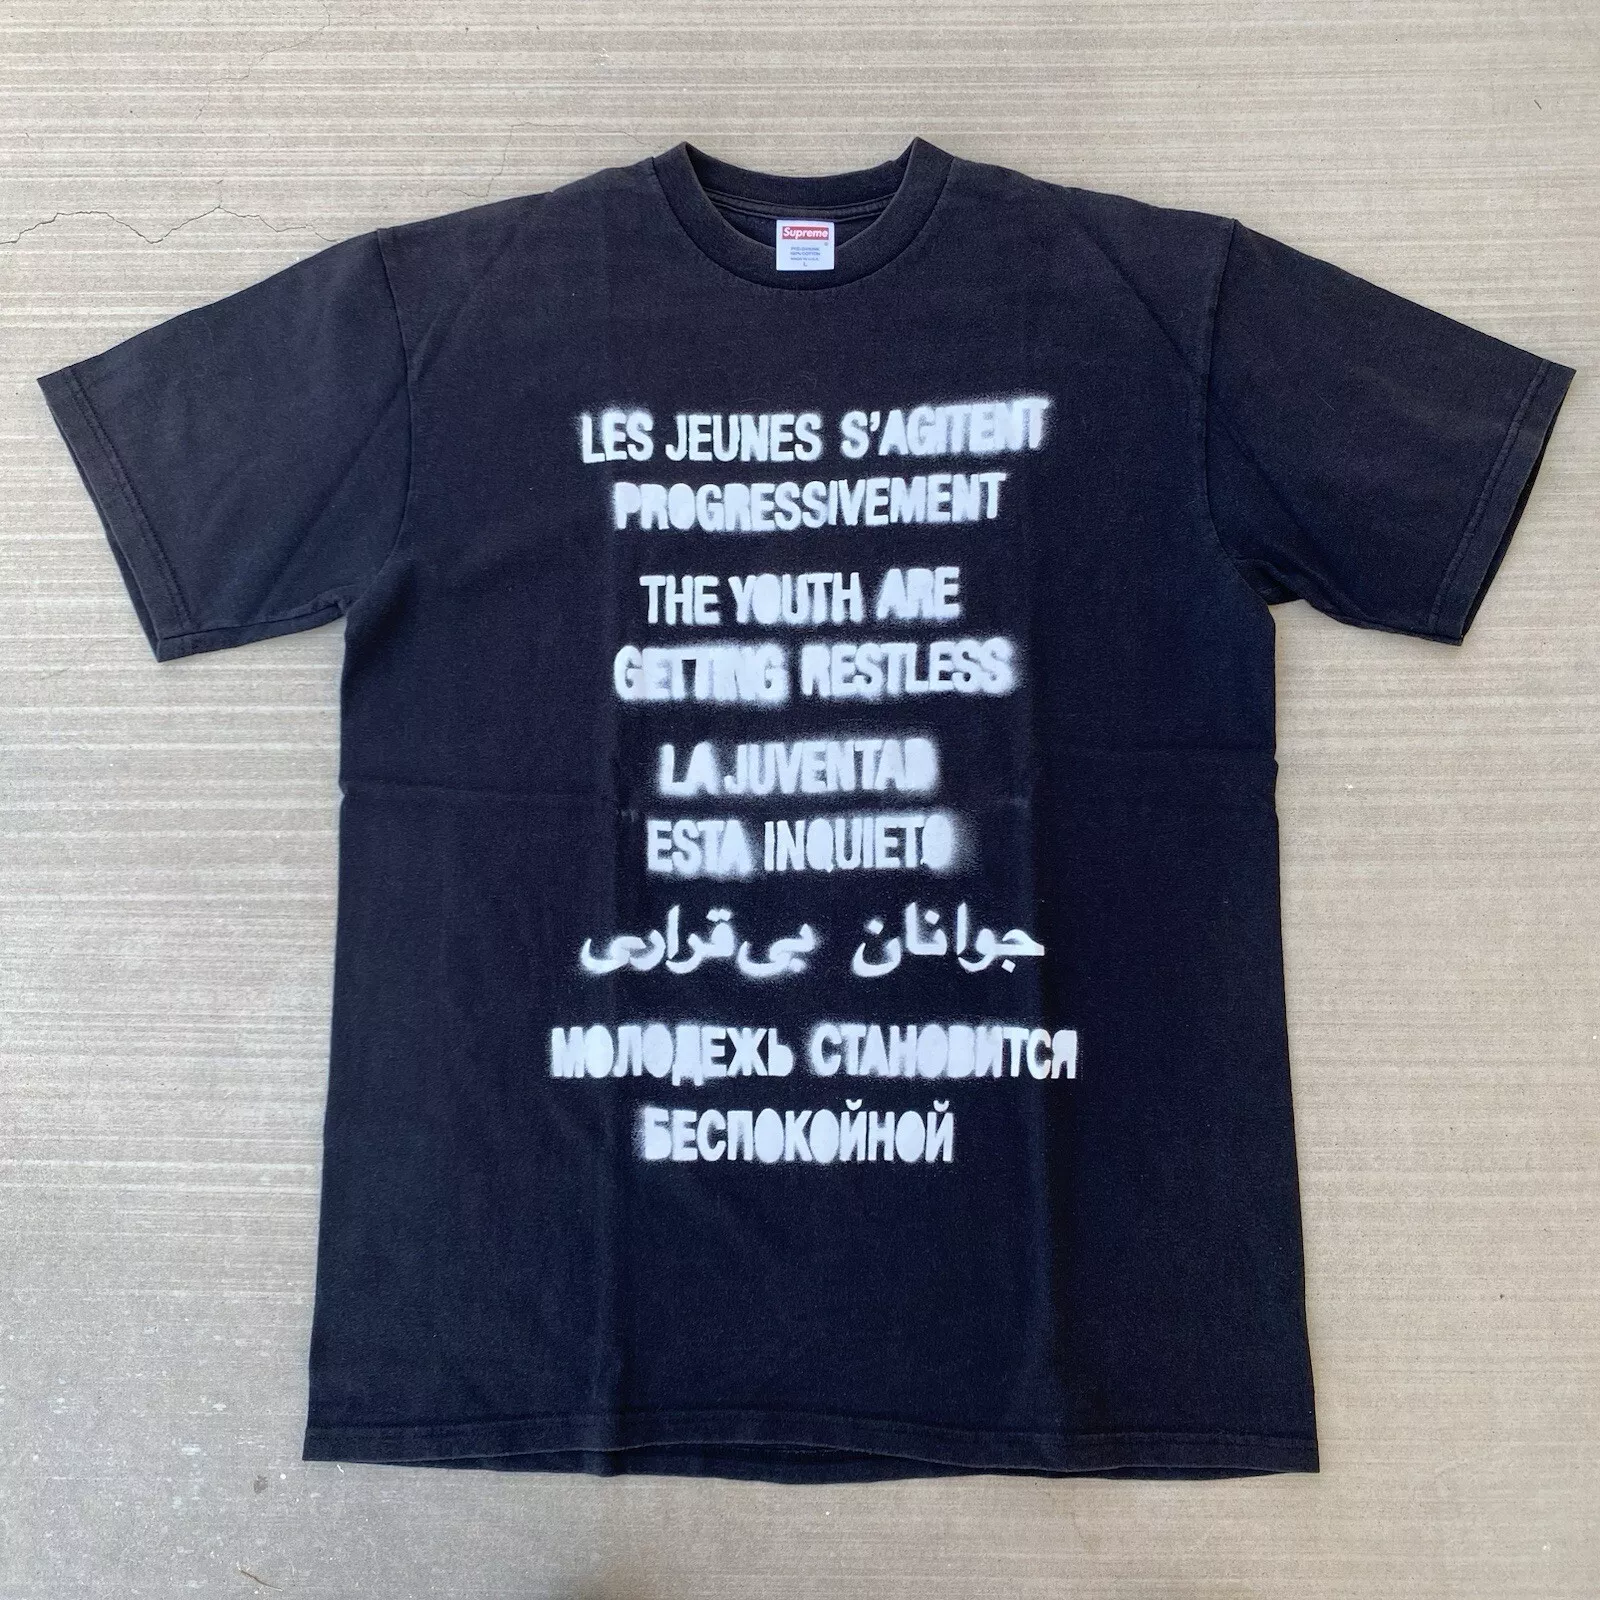 Supreme
L
LES JEUNES S'AGITENT
PROGRESSIVEMENT
THE YOUTH ARE
GETTING RESTLESS
LA JUVENTAD
ESTA INQUIETO
جوانان بی‌قراری
МОЛОДЕЖЬ СТАНОВИТСЯ
БЕСПОКОЙНОЙ